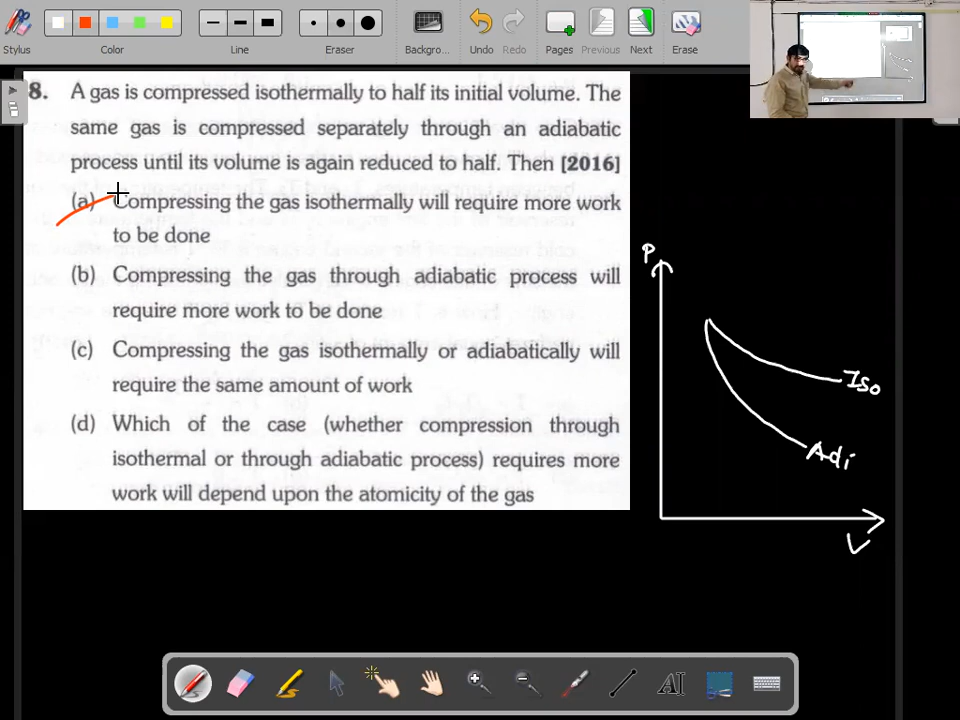 Stylus
Color
Line
Eraser
Backgro...
Undo
Redo
Pages
Previous
Next
Erase
8. A gas is compressed isothermally to half its initial volume. The
same gas is compressed separately through an adiabatic
process until its volume is again reduced to half. Then [2016]
(a) Compressing the gas isothermally will require more work
to be done
(b) Compressing the gas through adiabatic process will
require more work to be done
(c) Compressing the gas isothermally or adiabatically will
require the same amount of work
(d) Which of the case (whether compression through
isothermal or through adiabatic process) requires more
work will depend upon the atomicity of the gas
P
Iso
Adi
V
AI